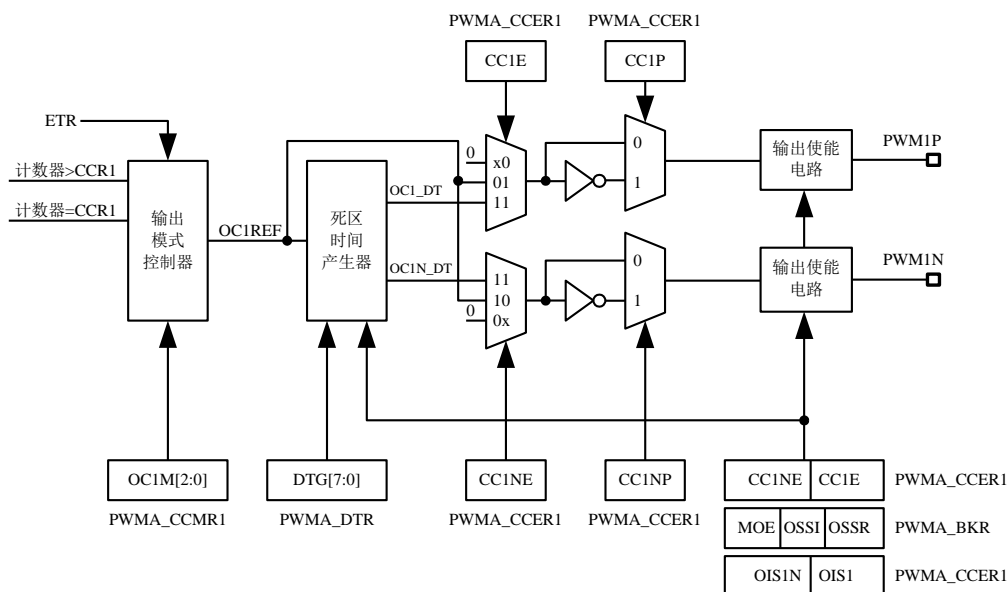 PWMA_CCER1
PWMA_CCER1
CC1E
CC1P
ETR
计数器>CCR1
计数器=CCR1
输出
模式
控制器
OC1REF
死区
时间
产生器
OC1_DT
OC1N_DT
0
x0
01
11
11
10
0x
0
0
1
0
1
输出使能
电路
PWM1P
输出使能
电路
PWM1N
OC1M[2:0]
PWMA_CCMR1
DTG[7:0]
PWMA_DTR
CC1NE
PWMA_CCER1
CC1NP
PWMA_CCER1
CC1NE CC1E PWMA_CCER1
MOE OSSI OSSR PWMA_BKR
OIS1N OIS1 PWMA_CCER1